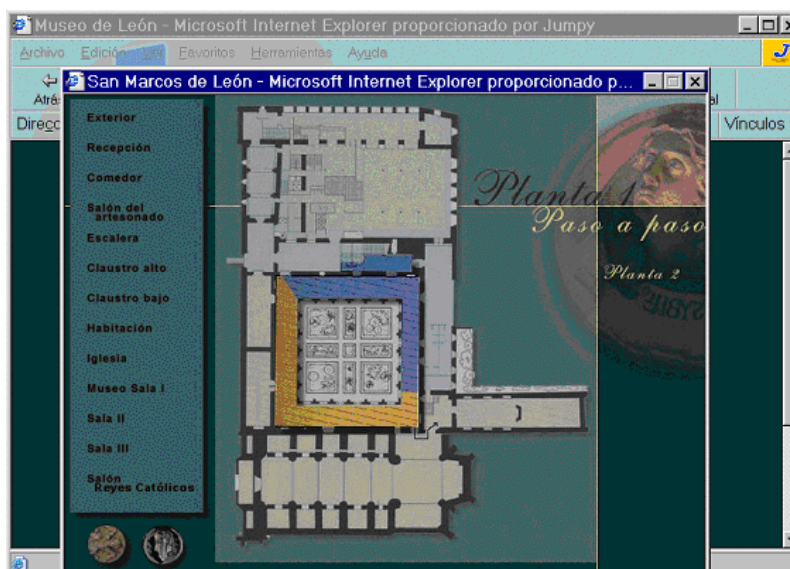 Museo de León - Microsoft Internet Explorer proporcionado por Jumpy
Archivo Edición Ver Favoritos Herramientas Ayuda
San Marcos de León - Microsoft Internet Explorer proporcionado p...
Vínculos
Exterior
Recepción
Comedor
Salón del
artesonado
Escalera
Claustro alto
Claustro bajo
Habitación
Iglesia
Museo Sala I
Sala II
Sala III
Salón
Reyes Católicos
Planta 1
Paso a paso
Planta 2